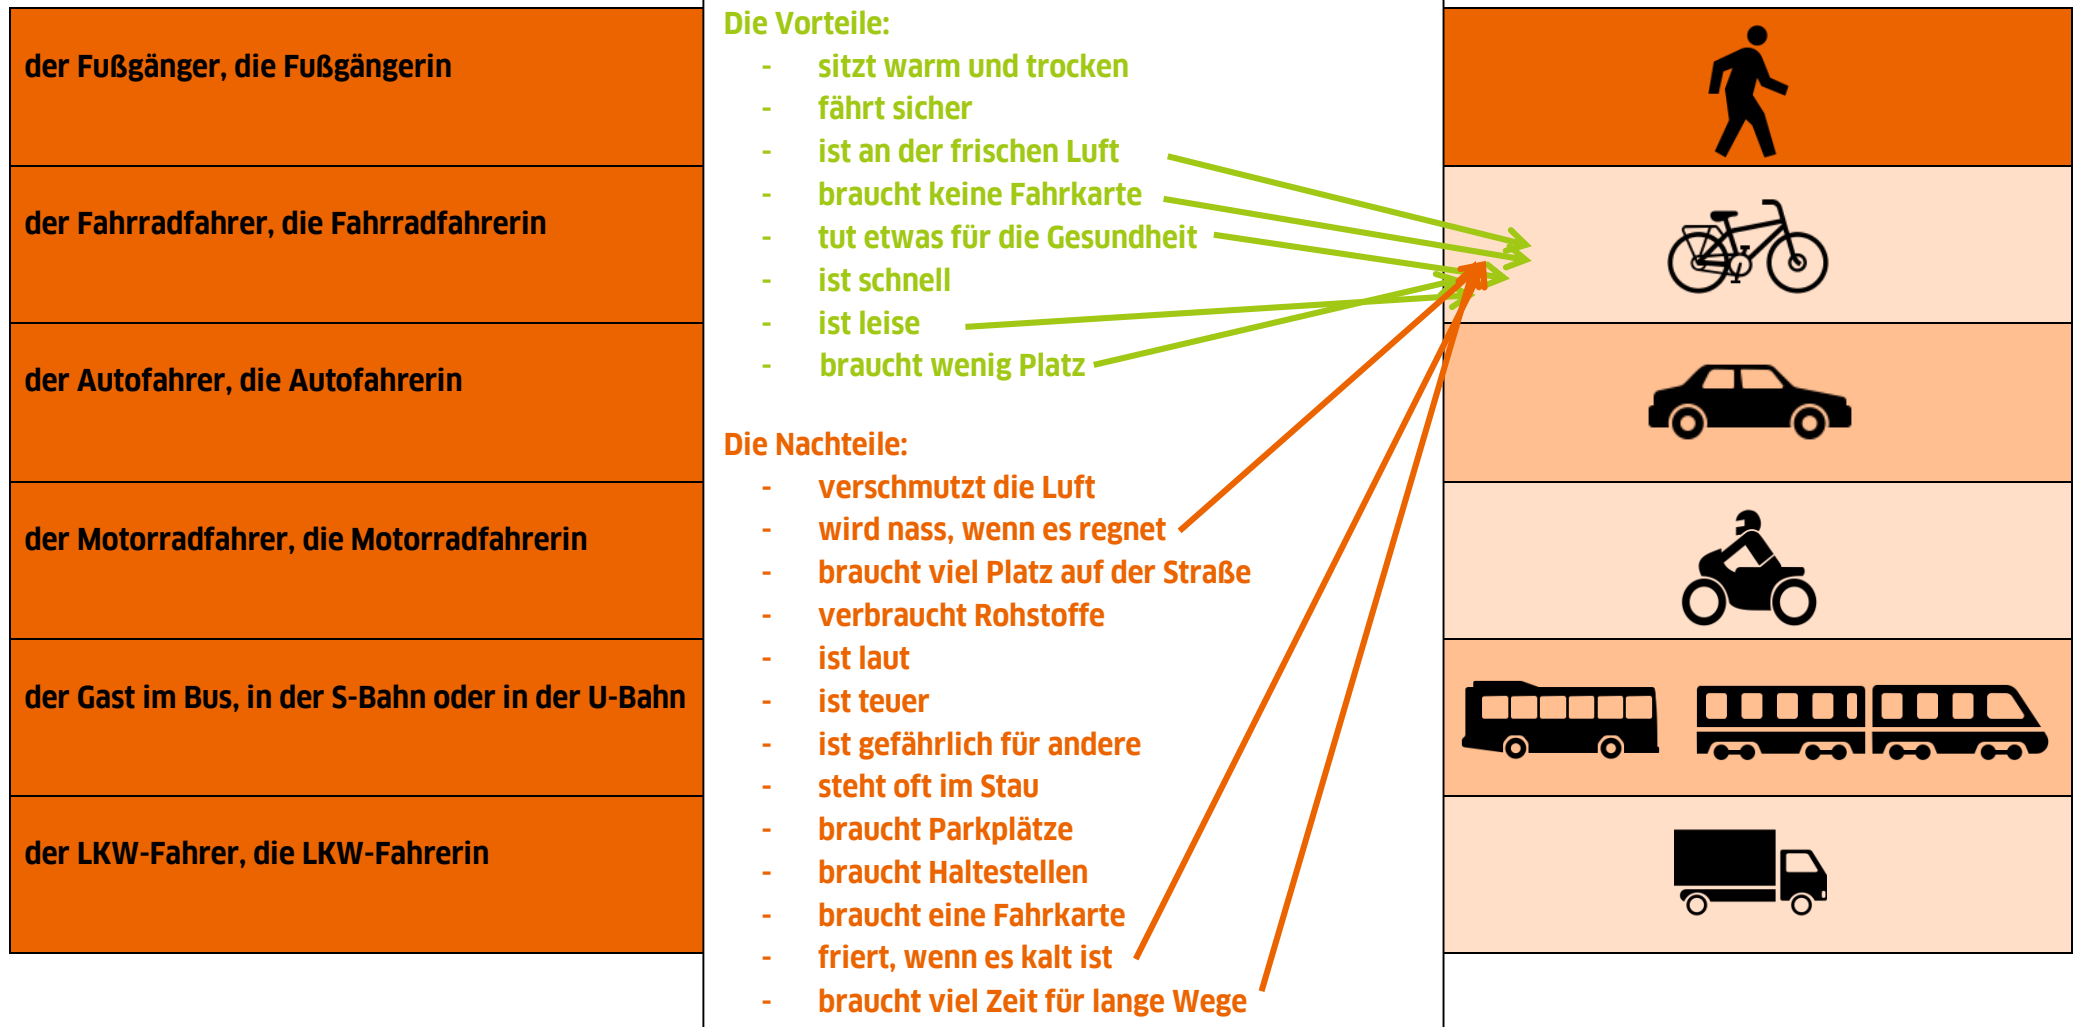 der Fußgänger, die Fußgängerin
der Fahrradfahrer, die Fahrradfahrerin
der Autofahrer, die Autofahrerin
der Motorradfahrer, die Motorradfahrerin
der Gast im Bus, in der S-Bahn oder in der U-Bahn
der LKW-Fahrer, die LKW-Fahrerin
Die Vorteile:
- sitzt warm und trocken
- fährt sicher
- ist an der frischen Luft
- braucht keine Fahrkarte
- tut etwas für die Gesundheit
- ist schnell
- ist leise
- braucht wenig Platz
Die Nachteile:
- verschmutzt die Luft
- wird nass, wenn es regnet
- braucht viel Platz auf der Straße
- verbraucht Rohstoffe
- ist laut
- ist teuer
- ist gefährlich für andere
- steht oft im Stau
- braucht Parkplätze
- braucht Haltestellen
- braucht eine Fahrkarte
- friert, wenn es kalt ist
- braucht viel Zeit für lange Wege